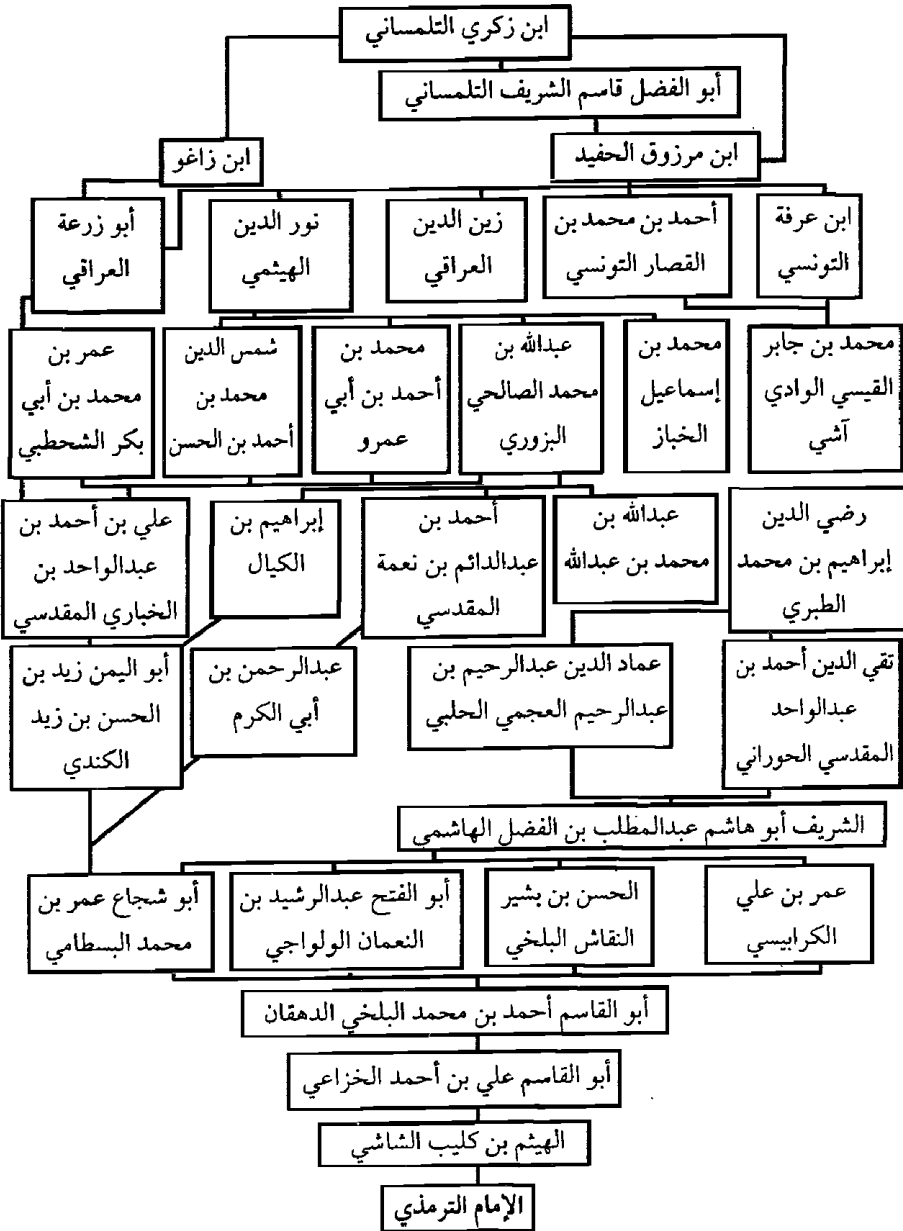 ابن زكري التلمساني
أبو الفضل قاسم الشريف التلمساني
ابن مرزوق الحفيد
ابن زاغو
ابن عرفة
التونسي
أحمد بن محمد بن
القصار التونسي
زين الدين
العراقي
نور الدين
الهيثمي
أبو زرعة
العراقي
محمد بن جابر
القيسي الوادي
آشي
محمد بن
إسماعيل
الخباز
عبدالله بن
محمد الصالحي
البزوري
محمد بن
أحمد بن أبي
عمرو
شمس الدين
محمد بن
أحمد بن الحسن
عمر بن
محمد بن أبي
بكر الشحطبي
رضي الدين
إبراهيم بن محمد
الطبري
عبدالله بن
محمد بن عبدالله
أحمد بن
عبدالدائم بن نعمة
المقدسي
إبراهيم بن
الكيال
علي بن أحمد بن
عبدالواحد بن
الخباري المقدسي
تقي الدين أحمد بن
عبدالواحد
المقدسي الحوراني
عماد الدين عبدالرحيم بن
عبدالرحيم العجمي الحلبي
عبدالرحمن بن
أبي الكرم
أبو اليمن زيد بن
الحسن بن زيد
الكندي
الشريف أبو هاشم عبدالمطلب بن الفضل الهاشمي
عمر بن علي
الكرابيسي
الحسن بن بشير
النقاش البلخي
أبو الفتح عبدالرشيد بن
النعمان الولواجي
أبو شجاع عمر بن
محمد البسطامي
أبو القاسم أحمد بن محمد البلخي الدهقان
أبو القاسم علي بن أحمد الخزاعي
الهيثم بن كليب الشاشي
الإمام الترمذي